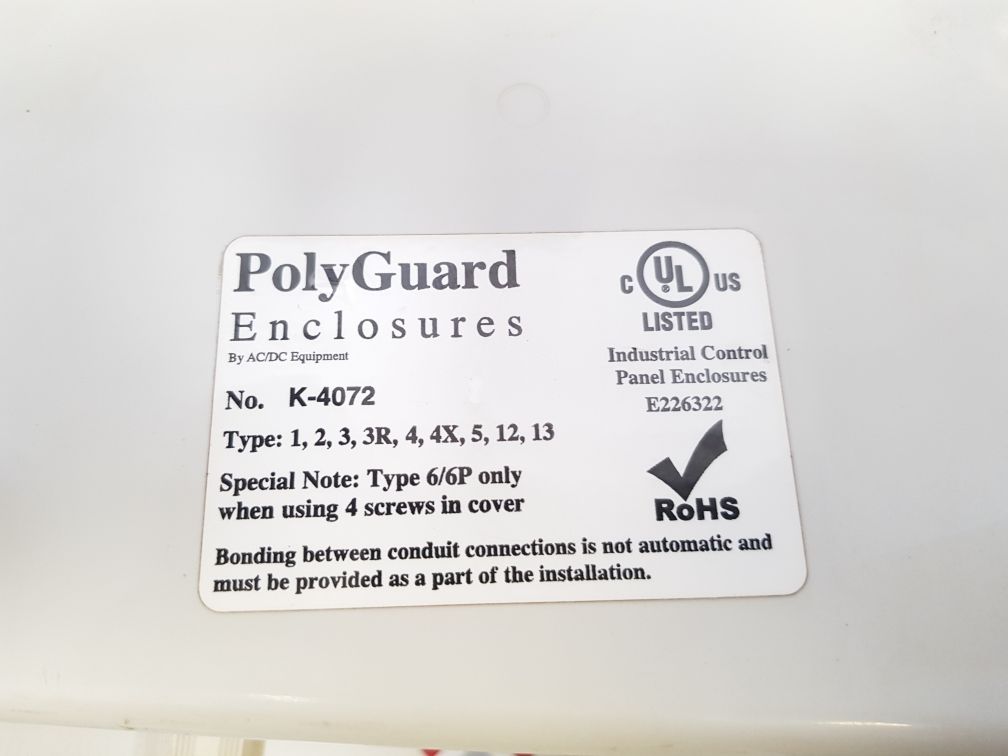 PolyGuard
Enclosures
By AC/DC Equipment
No. K-4072
Type: 1, 2, 3, 3R, 4, 4X, 5, 12, 13
Special Note: Type 6/6P only
when using 4 screws in cover
C UL ® US
LISTED
Industrial Control
Panel Enclosures
E226322
RoHS
Bonding between conduit connections is not automatic and
must be provided as a part of the installation.